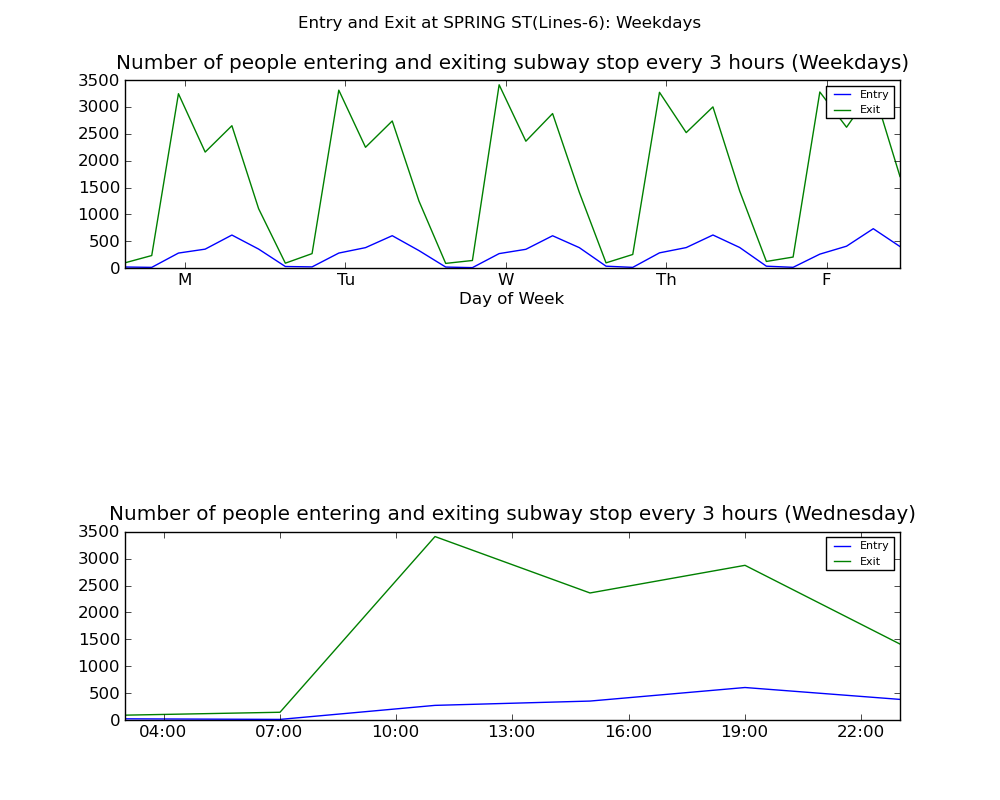 Entry and Exit at SPRING ST(Lines-6): Weekdays
Number of people entering and exiting subway stop every 3 hours (Weekdays)
3500
3000
2500
2000
1500
1000
500
0
Entry
Exit
M Tu W Th F
Day of Week
Number of people entering and exiting subway stop every 3 hours (Wednesday)
3500
3000
2500
2000
1500
1000
500
0
Entry
Exit
04:00 07:00 10:00 13:00 16:00 19:00 22:00